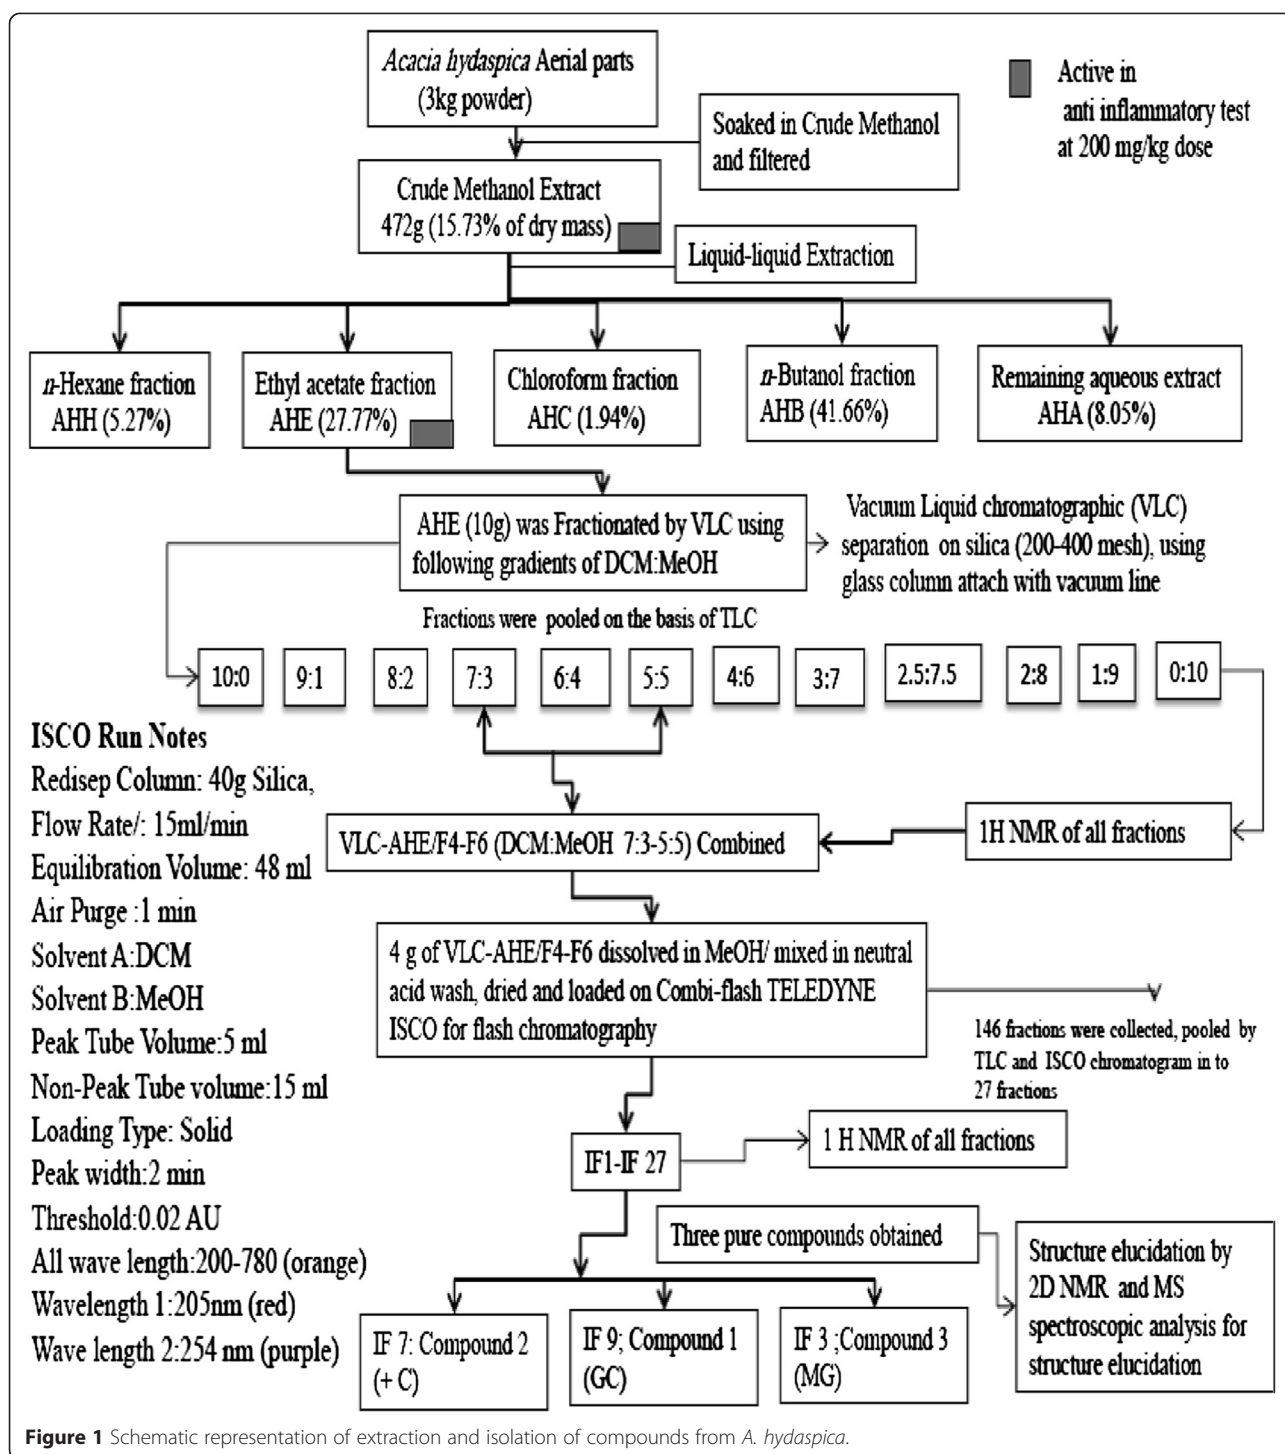 Acacia hydaspica Aerial parts
(3kg powder)
Active in
anti inflammatory test
at 200 mg/kg dose
Soaked in Crude Methanol
and filtered
Crude Methanol Extract
472g (15.73% of dry mass)
Liquid-liquid Extraction
n-Hexane fraction
AHH (5.27%)
Ethyl acetate fraction
AHE (27.77%)
Chloroform fraction
AHC (1.94%)
n-Butanol fraction
AHB (41.66%)
Remaining aqueous extract
AHA (8.05%)
AHE (10g) was Fractionated by VLC using
following gradients of DCM:MeOH
Vacuum Liquid chromatographic (VLC)
separation on silica (200-400 mesh), using
glass column attach with vacuum line
Fractions were pooled on the basis of TLC
10:0
9:1
8:2
7:3
6:4
5:5
4:6
3:7
2.5:7.5
2:8
1:9
0:10
ISCO Run Notes
Redisep Column: 40g Silica,
Flow Rate/: 15ml/min
Equilibration Volume: 48 ml
Air Purge :1 min
Solvent A:DCM
Solvent B:MeOH
Peak Tube Volume:5 ml
Non-Peak Tube volume:15 ml
Loading Type: Solid
Peak width:2 min
Threshold:0.02 AU
All wave length:200-780 (orange)
Wavelength 1:205nm (red)
Wave length 2:254 nm (purple)
VLC-AHE/F4-F6 (DCM:MeOH 7:3-5:5) Combined
1H NMR of all fractions
4 g of VLC-AHE/F4-F6 dissolved in MeOH/ mixed in neutral
acid wash, dried and loaded on Combi-flash TELEDYNE
ISCO for flash chromatography
146 fractions were collected, pooled by
TLC and ISCO chromatogram in to
27 fractions
IF1-IF 27
1 H NMR of all fractions
Three pure compounds obtained
Structure elucidation by
2D NMR and MS
spectroscopic analysis for
structure elucidation
IF 7: Compound 2
(+ C)
IF 9; Compound 1
(GC)
IF 3 ;Compound 3
(MG)
Figure 1 Schematic representation of extraction and isolation of compounds from A. hydaspica.